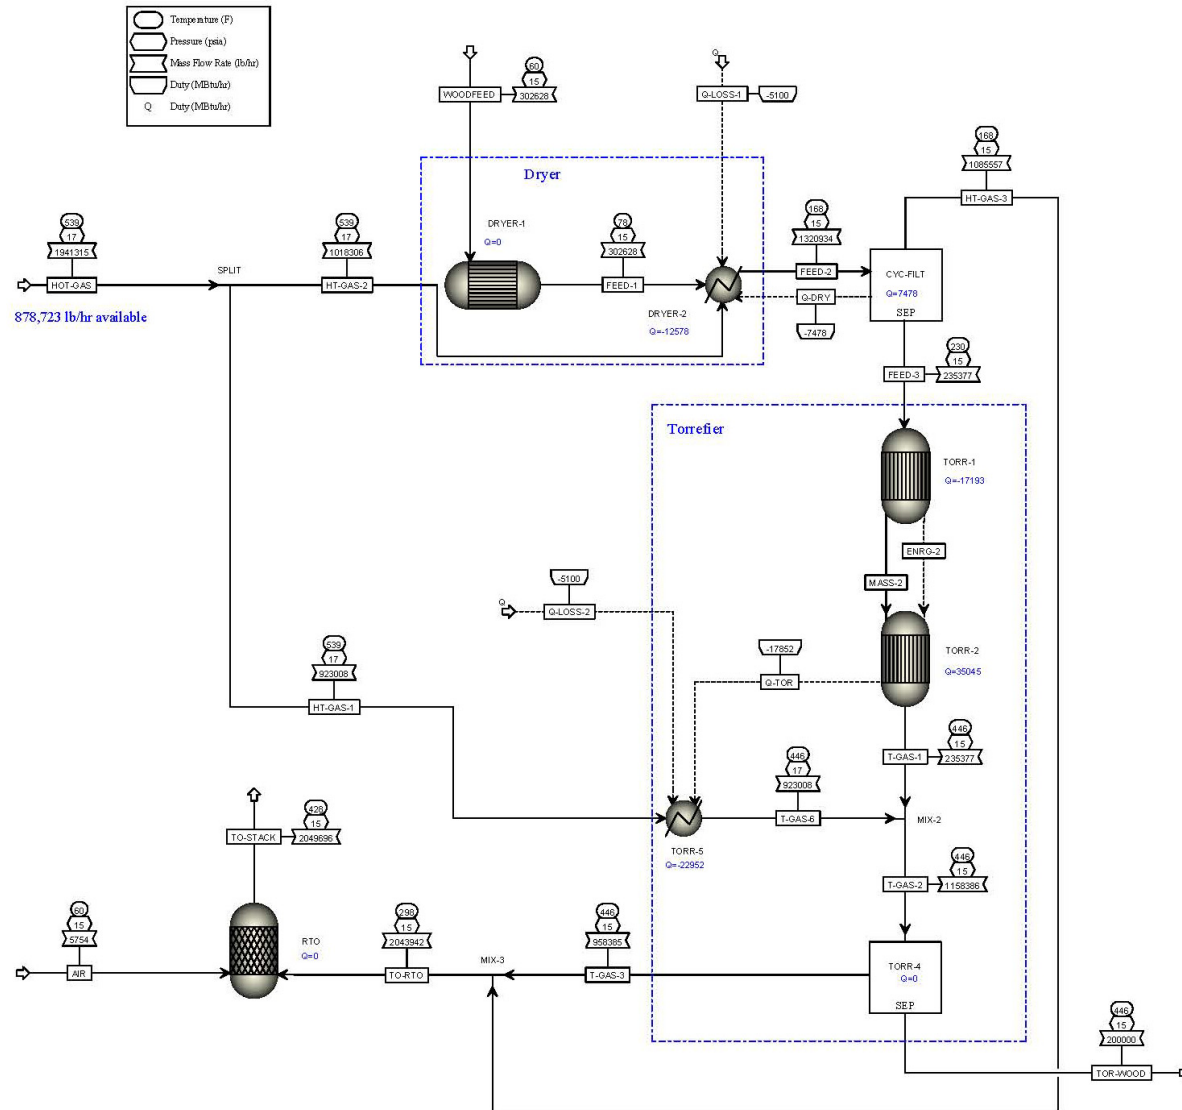 Temperature (F)
Pressure (psia)
Mass Flow Rate (lb/hr)
Duty (MBtu/hr)
Q Duty (MBtu/hr)
60
15
WOODFEED 302628
Q
Q-LOSS-1 -5100
168
15
1085557
HT-GAS-3
Dryer
539
17
1941315
HOT-GAS
878,723 lb/hr available
SPLIT
539
17
1018306
HT-GAS-2
DRYER-1
Q=0
78
15
302628
FEED-1
DRYER-2
Q=-12578
168
15
1320934
FEED-2
Q-DRY
-7478
CYC-FILT
Q=7478
SEP
230
15
FEED-3 235377
Torrefier
TORR-1
Q=-17193
ENRG-2
MASS-2
-5100
Q
Q-LOSS-2
TORR-2
Q=35045
-17852
Q-TOR
539
17
923008
HT-GAS-1
446
15
T-GAS-1 235377
446
17
923008
T-GAS-6
MIX-2
TORR-5
Q=-22952
428
15
TO-STACK 2049696
446
15
T-GAS-2 1158386
60
15
5754
AIR
RTO
Q=0
298
15
2043942
TO-RTO
MIX-3
446
15
958385
T-GAS-3
TORR-4
Q=0
SEP
446
15
200000
TOR-WOOD